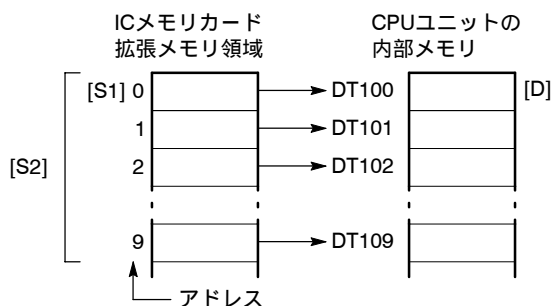 ICメモリカード
拡張メモリ領域
CPUユニットの
内部メモリ
[S1] 0 DT100 [D]
1 DT101
[S2] 2 DT102
9 DT109
アドレス